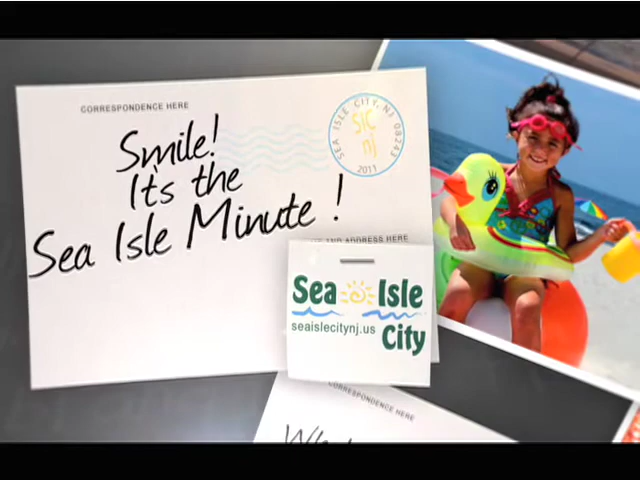 CORRESPONDENCE HERE
Smile!
It's the
Sea Isle Minute !
SEA ISLE CITY, NJ 08243
SIC
nj
2011
AND ADDRESS HERE
Sea Isle
seaislecitynj.us
City
CORRESPONDENCE HERE